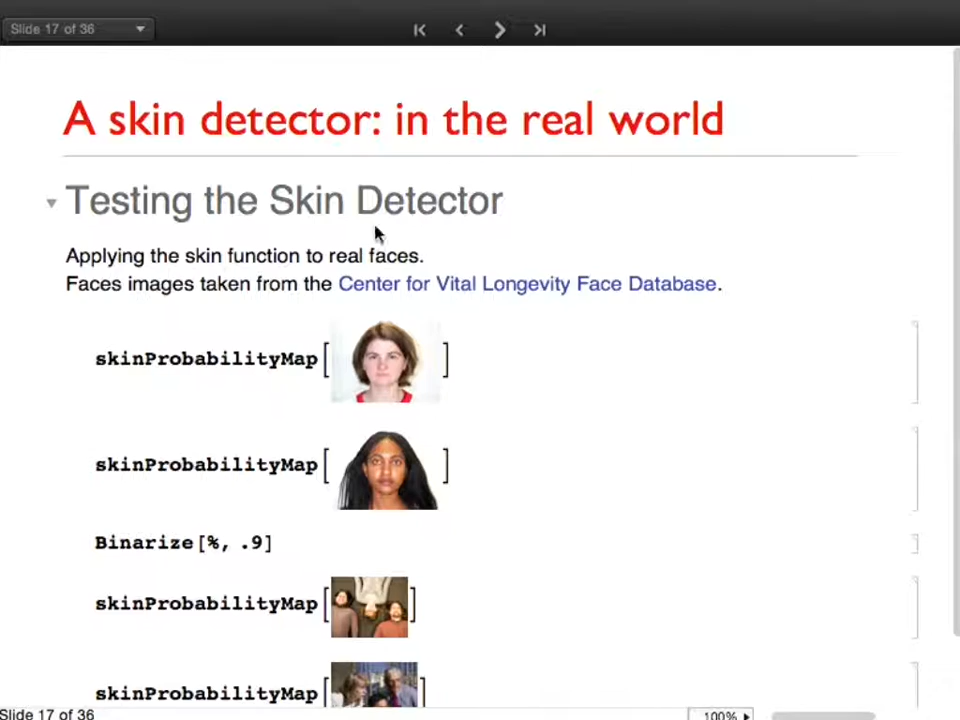 Slide 17 of 36
A skin detector: in the real world
Testing the Skin Detector
Applying the skin function to real faces.
Faces images taken from the Center for Vital Longevity Face Database.
skinProbabilityMap[ ]
skinProbabilityMap[ ]
Binarize[%, .9]
skinProbabilityMap[ ]
skinProbabilityMap[ ]
Slide 17 of 36
100%